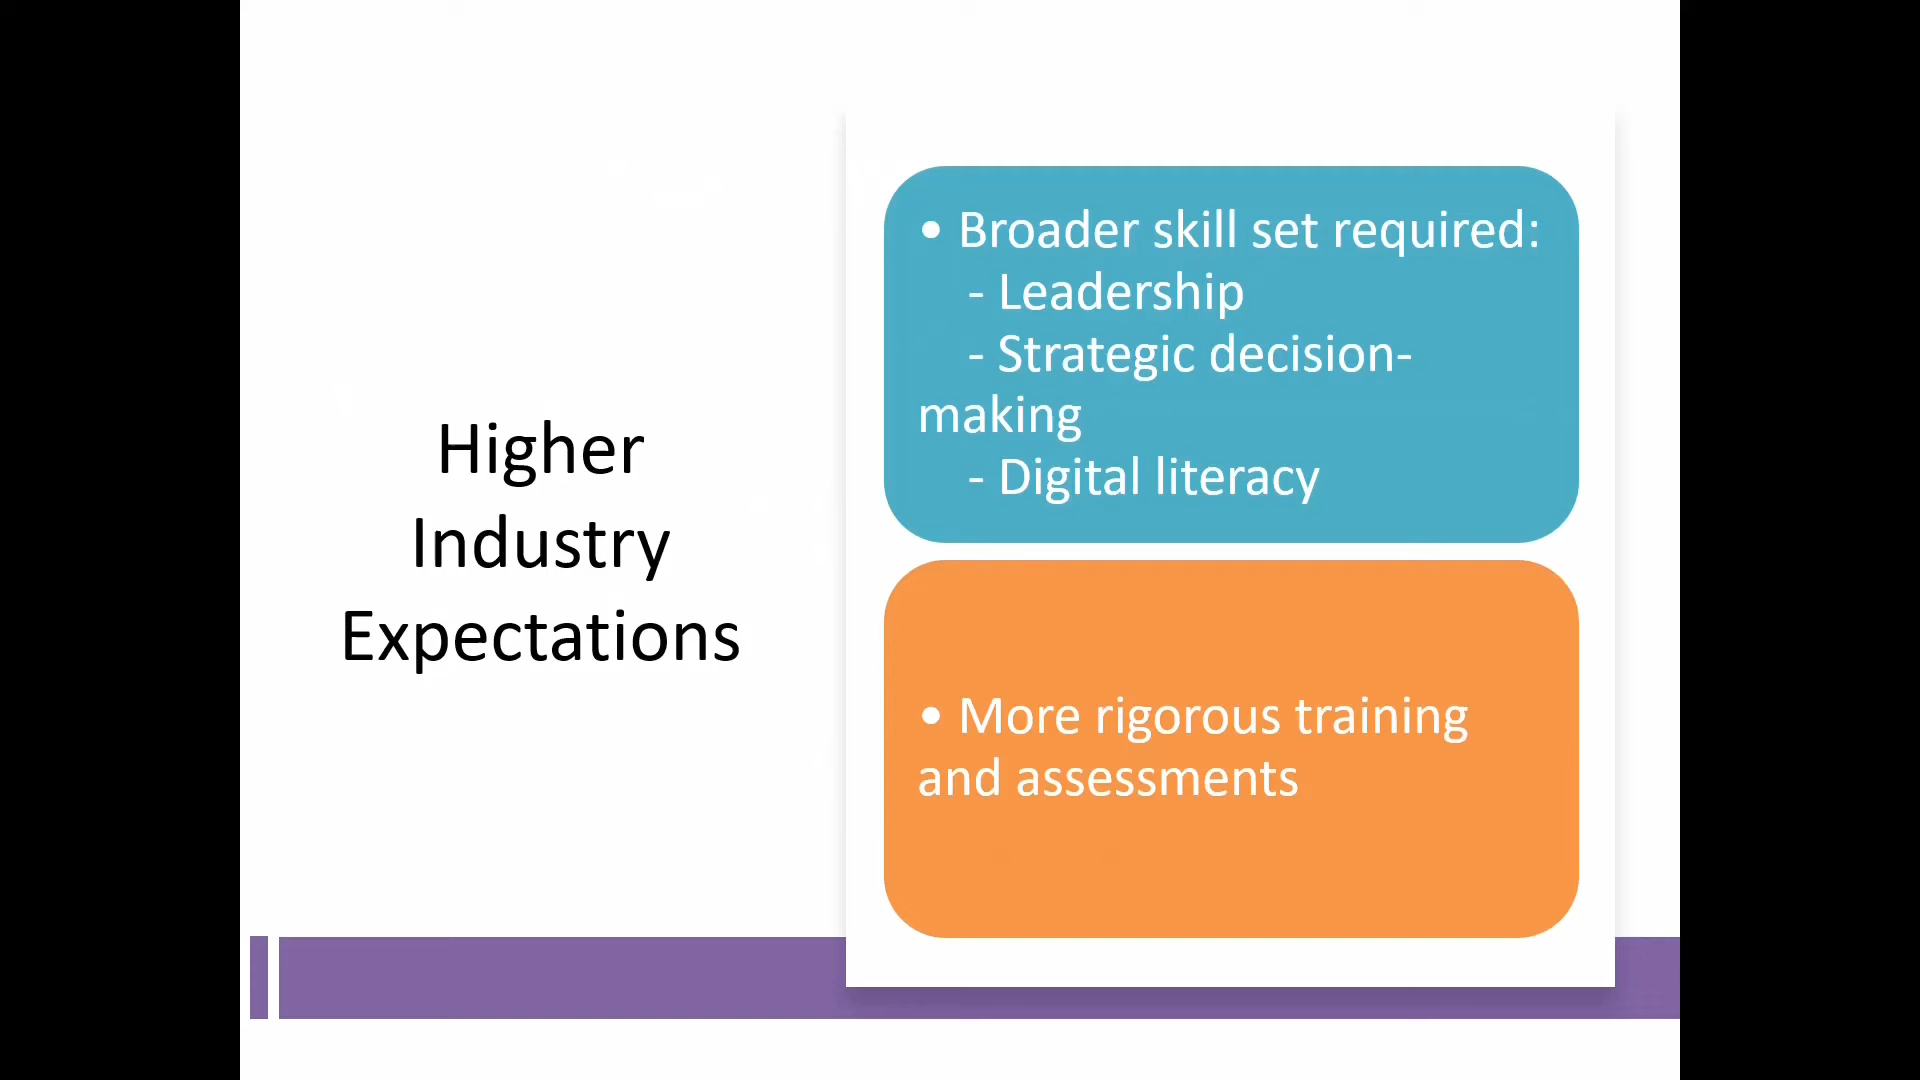 Higher
Industry
Expectations
• Broader skill set required:
- Leadership
- Strategic decision-
making
- Digital literacy
• More rigorous training
and assessments